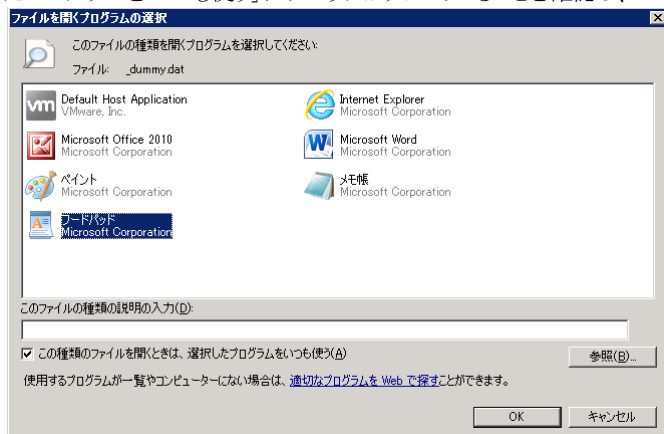 ファイルを開くプログラムの選択
このファイルの種類を開くプログラムを選択してください:
ファイル: _dummy.dat
vm Default Host Application
VMware, Inc.
Internet Explorer
Microsoft Corporation
Microsoft Office 2010
Microsoft Corporation
Microsoft Word
Microsoft Corporation
ペイント
Microsoft Corporation
メモ帳
Microsoft Corporation
ワードパッド
Microsoft Corporation
このファイルの種類の説明の入力(D):
この種類のファイルを開くときは、選択したプログラムをいつも使う(A)
参照(B)...
使用するプログラムが一覧やコンピューターにない場合は、適切なプログラムを Web で探すことができます。
OK キャンセル